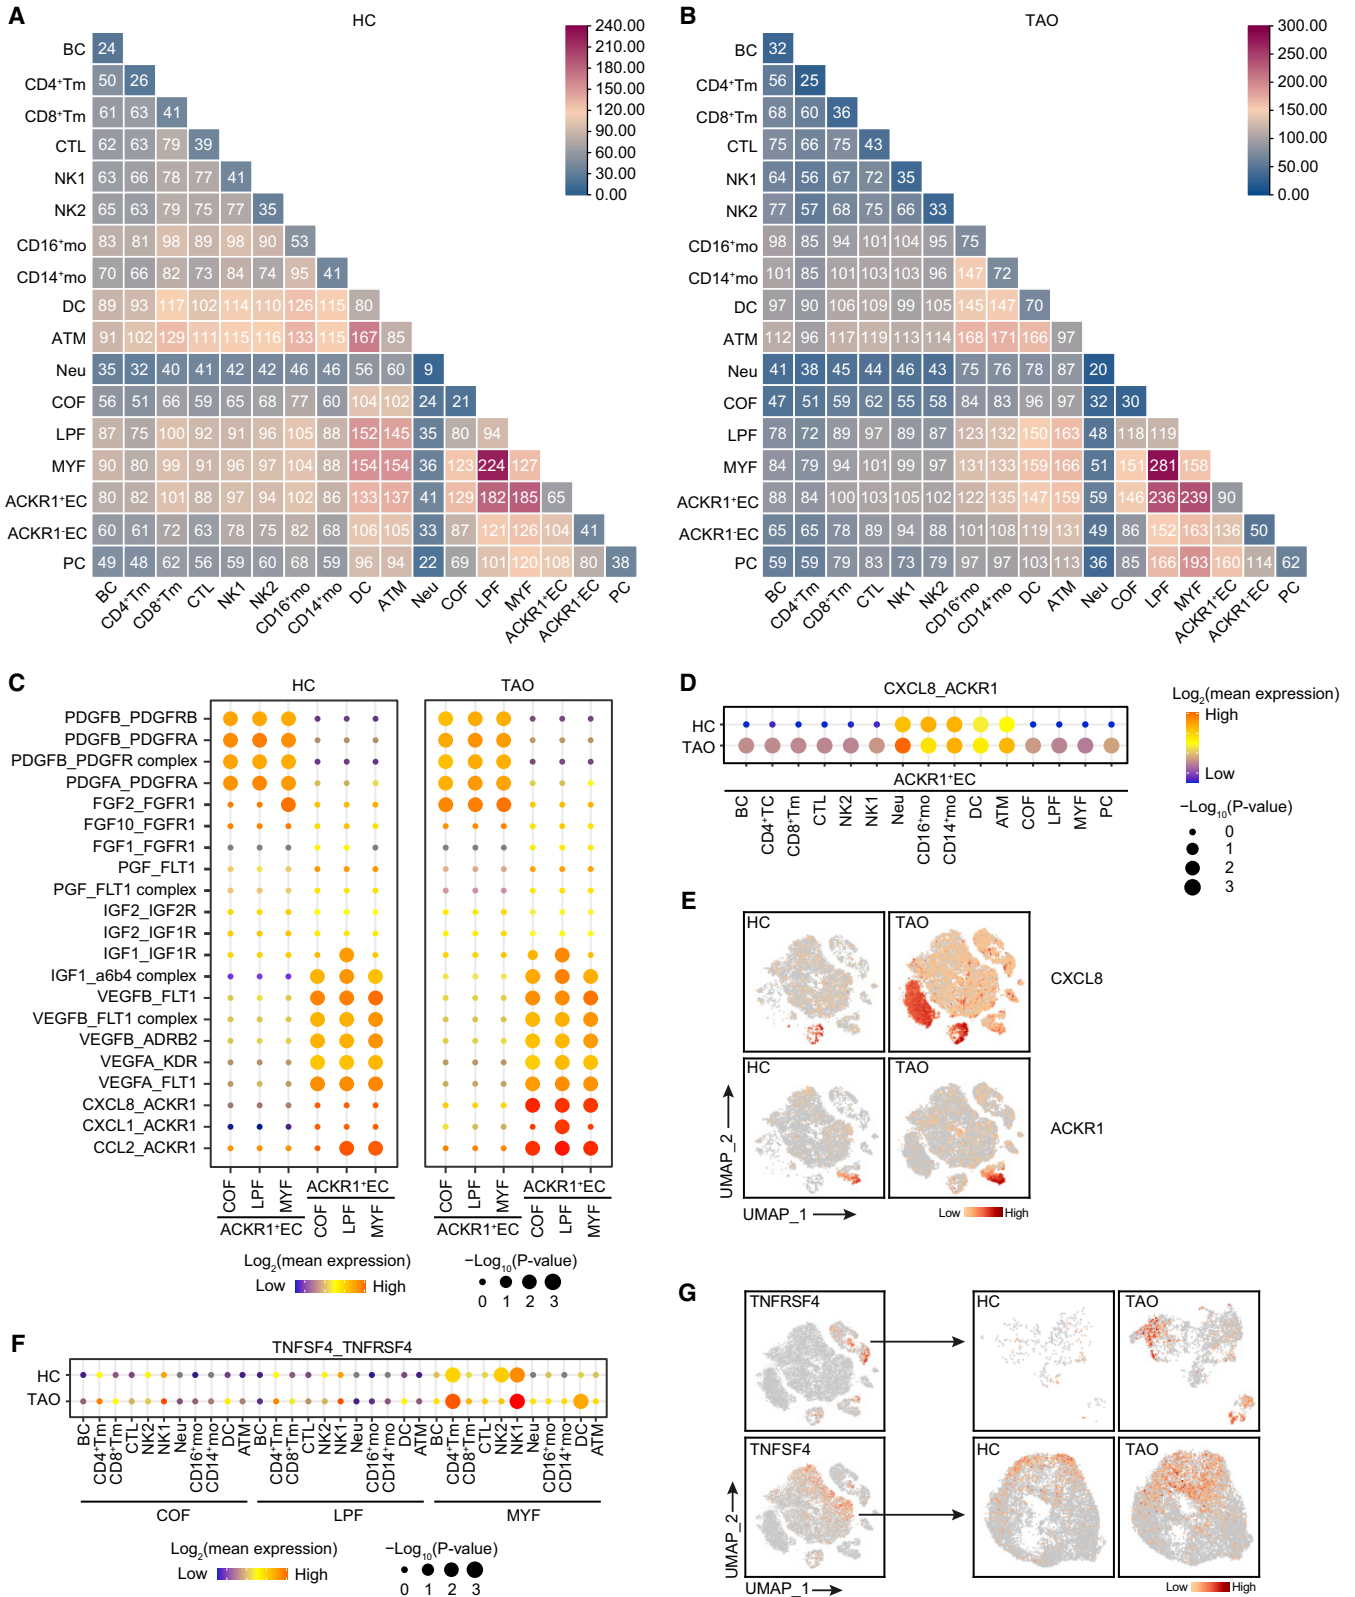 A
HC
BC 24
CD4⁺Tm 50 26
CD8⁺Tm 61 63 41
CTL 62 63 79 39
NK1 63 66 78 77 41
NK2 65 63 79 75 77 35
CD16⁺mo 83 81 98 89 98 90 53
CD14⁺mo 70 66 82 73 84 74 95 41
DC 89 93 117 102 114 110 126 115 80
ATM 91 102 129 111 115 116 133 115 167 85
Neu 35 32 40 41 42 42 46 46 56 60 9
COF 56 51 66 59 65 68 77 60 104 102 24 21
LPF 87 75 100 92 91 96 105 88 152 145 35 80 94
MYF 90 80 99 91 96 97 104 88 154 154 36 123 224 127
ACKR1⁺EC 80 82 101 88 97 94 102 86 133 137 41 129 182 185 65
ACKR1⁻EC 60 61 72 63 78 75 82 68 106 105 33 87 121 126 104 41
PC 49 48 62 56 59 60 68 59 96 94 22 69 101 120 108 80 38
BC CD4⁺Tm CD8⁺Tm CTL NK1 NK2 CD16⁺mo CD14⁺mo DC ATM Neu COF LPF MYF ACKR1⁺EC ACKR1⁻EC PC
240.00
210.00
180.00
150.00
120.00
90.00
60.00
30.00
0.00
B
TAO
BC 32
CD4⁺Tm 56 25
CD8⁺Tm 68 60 36
CTL 75 66 75 43
NK1 64 56 67 72 35
NK2 77 57 68 75 66 33
CD16⁺mo 98 85 94 101 104 95 75
CD14⁺mo 101 85 101 103 103 96 147 72
DC 97 90 106 109 99 105 145 147 70
ATM 112 96 117 119 113 114 168 171 166 97
Neu 41 38 45 44 46 43 75 76 78 87 20
COF 47 51 59 62 55 58 84 83 96 97 32 30
LPF 78 72 89 97 89 87 123 132 150 163 48 118 119
MYF 84 79 94 101 99 97 131 133 159 166 51 151 281 158
ACKR1⁺EC 88 84 100 103 105 102 122 135 147 159 59 146 236 239 90
ACKR1⁻EC 65 65 78 89 94 88 101 108 119 131 49 86 152 163 136 50
PC 59 59 79 83 73 79 97 97 103 113 36 85 166 193 160 114 62
BC CD4⁺Tm CD8⁺Tm CTL NK1 NK2 CD16⁺mo CD14⁺mo DC ATM Neu COF LPF MYF ACKR1⁺EC ACKR1⁻EC PC
300.00
250.00
200.00
150.00
100.00
50.00
0.00
C
HC TAO
PDGFB_PDGFRB
PDGFB_PDGFRA
PDGFB_PDGFR complex
PDGFA_PDGFRA
FGF2_FGFR1
FGF10_FGFR1
FGF1_FGFR1
PGF_FLT1
PGF_FLT1 complex
IGF2_IGF2R
IGF2_IGF1R
IGF1_IGF1R
IGF1_a6b4 complex
VEGFB_FLT1
VEGFB_FLT1 complex
VEGFB_ADRB2
VEGFA_KDR
VEGFA_FLT1
CXCL8_ACKR1
CXCL1_ACKR1
CCL2_ACKR1
COF LPF MYF ACKR1⁺EC COF LPF MYF ACKR1⁺EC
COF LPF MYF ACKR1⁺EC COF LPF MYF ACKR1⁺EC
Log₂(mean expression)
Low High
−Log₁₀(P-value)
0 1 2 3
D
CXCL8_ACKR1
HC
TAO
ACKR1⁺EC
BC CD4⁺TC CD8⁺Tm CTL NK2 NK1 Neu CD16⁺mo CD14⁺mo DC ATM COF LPF MYF PC
Log₂(mean expression)
High
Low
−Log₁₀(P-value)
0
1
2
3
E
HC TAO
CXCL8
HC TAO
ACKR1
UMAP_2
UMAP_1
Low High
F
TNFSF4_TNFRSF4
HC
TAO
BC CD4⁺Tm CD8⁺Tm CTL NK2 NK1 Neu CD16⁺mo CD14⁺mo DC ATM BC CD4⁺Tm CD8⁺Tm CTL NK2 NK1 Neu CD16⁺mo CD14⁺mo DC ATM BC CD4⁺Tm CD8⁺Tm CTL NK2 NK1 Neu CD16⁺mo CD14⁺mo DC ATM
COF LPF MYF
Log₂(mean expression)
Low High
−Log₁₀(P-value)
0 1 2 3
G
TNFRSF4 HC TAO
TNFSF4 HC TAO
UMAP_2
UMAP_1
Low High